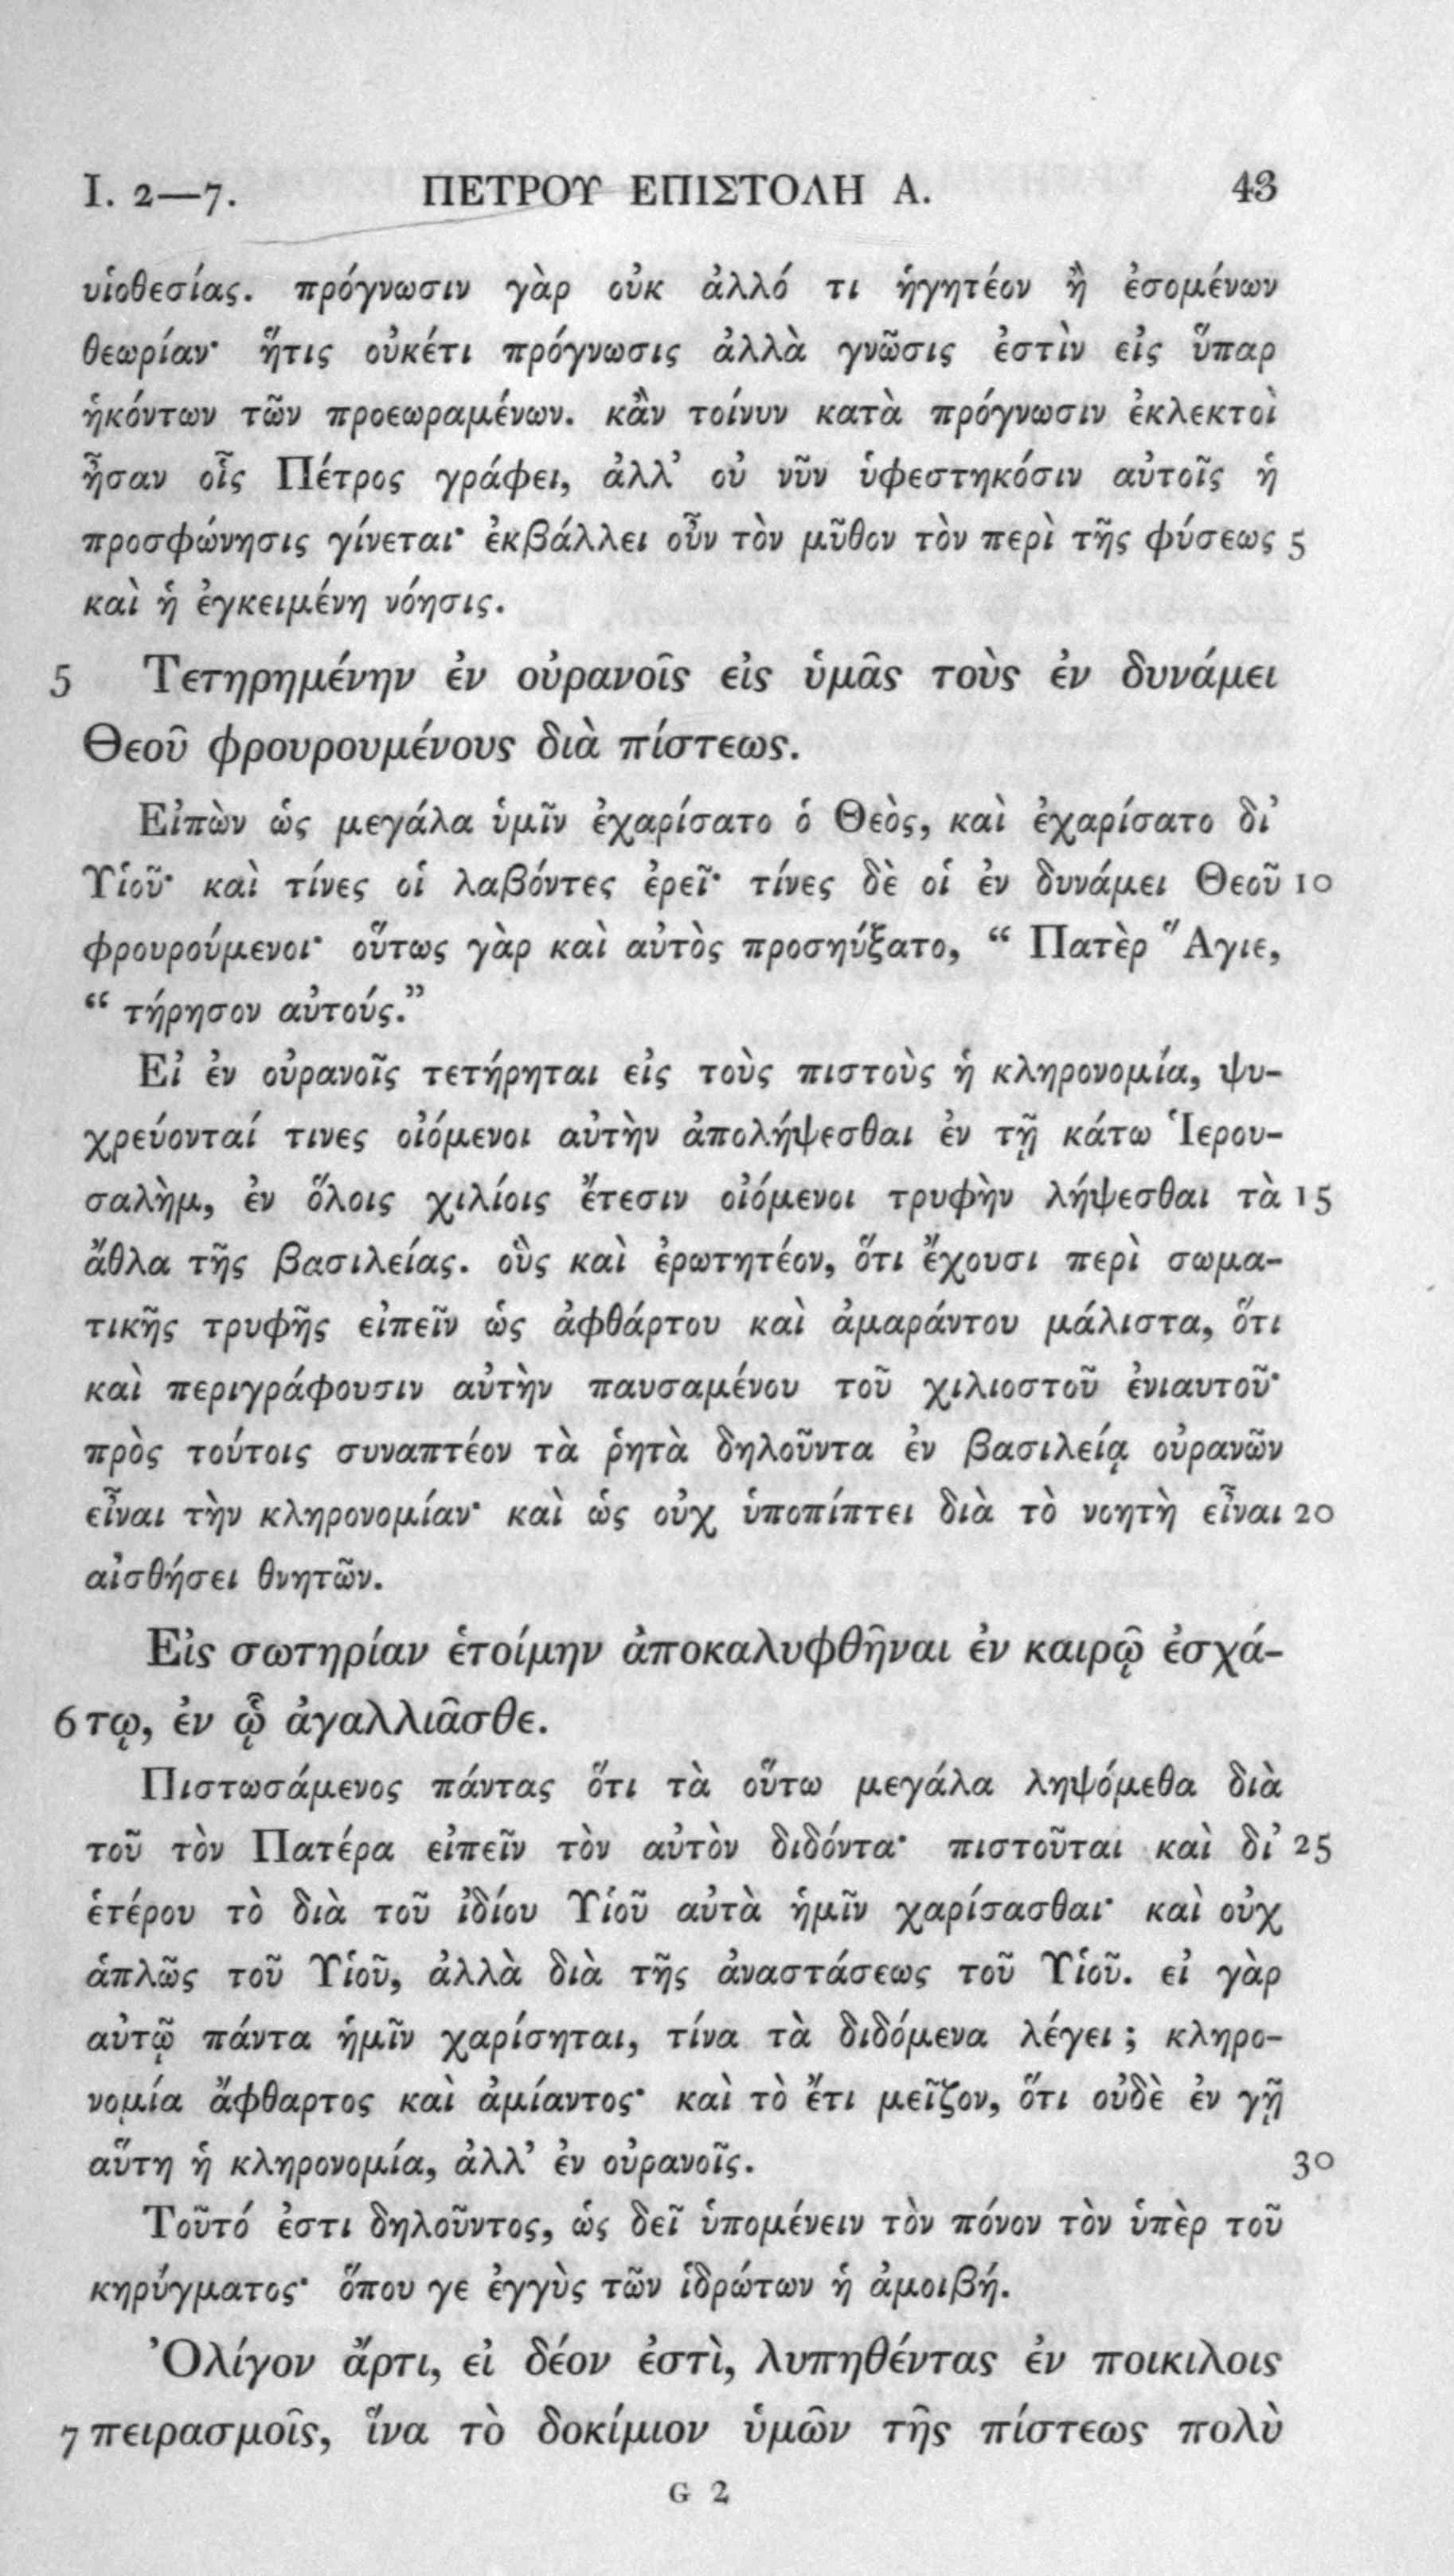 I. 2—7. ΠΕΤΡΟΥ ΕΠΙΣΤΟΛΗ Α. 43
υἱοθεσίας. πρόγνωσιν γὰρ οὐκ ἀλλό τι ἡγητέον ἢ ἐσομένων
θεωρίαν· ἥτις οὐκέτι πρόγνωσις ἀλλὰ γνῶσις ἐστὶν εἰς ὕπαρ
ἡκόντων τῶν προεωραμένων. κἂν τοίνυν κατὰ πρόγνωσιν ἐκλεκτοὶ
ἦσαν οἷς Πέτρος γράφει, ἀλλ' οὐ νῦν ὑφεστηκόσιν αὐτοῖς ἡ
προσφώνησις γίνεται· ἐκβάλλει οὖν τὸν μῦθον τὸν περὶ τῆς φύσεως 5
καὶ ἡ ἐγκειμένη νόησις.
5 Τετηρημένην ἐν οὐρανοῖς εἰς ὑμᾶς τοὺς ἐν δυνάμει
Θεοῦ φρουρουμένους διὰ πίστεως.
Εἰπὼν ὡς μεγάλα ὑμῖν ἐχαρίσατο ὁ Θεὸς, καὶ ἐχαρίσατο δι'
Υἱοῦ· καὶ τίνες οἱ λαβόντες ἐρεῖ· τίνες δὲ οἱ ἐν δυνάμει Θεοῦ 10
φρουρούμενοι· οὕτως γὰρ καὶ αὐτὸς προσηύξατο, “ Πατὲρ Ἅγιε,
“ τήρησον αὐτούς.”
Εἰ ἐν οὐρανοῖς τετήρηται εἰς τοὺς πιστοὺς ἡ κληρονομία, ψυ-
χρεύονταί τινες οἰόμενοι αὐτὴν ἀπολήψεσθαι ἐν τῇ κάτω Ἱερου-
σαλὴμ, ἐν ὅλοις χιλίοις ἔτεσιν οἰόμενοι τρυφὴν λήψεσθαι τὰ 15
ἄθλα τῆς βασιλείας. οὓς καὶ ἐρωτητέον, ὅτι ἔχουσι περὶ σωμα-
τικῆς τρυφῆς εἰπεῖν ὡς ἀφθάρτου καὶ ἀμαράντου μάλιστα, ὅτι
καὶ περιγράφουσιν αὐτὴν παυσαμένου τοῦ χιλιοστοῦ ἐνιαυτοῦ·
πρὸς τούτοις συναπτέον τὰ ῥητὰ δηλοῦντα ἐν βασιλείᾳ οὐρανῶν
εἶναι τὴν κληρονομίαν· καὶ ὡς οὐχ ὑποπίπτει διὰ τὸ νοητὴ εἶναι 20
αἰσθήσει θνητῶν.
Εἰς σωτηρίαν ἑτοίμην ἀποκαλυφθῆναι ἐν καιρῷ ἐσχά-
6 τῳ, ἐν ᾧ ἀγαλλιᾶσθε.
Πιστωσάμενος πάντας ὅτι τὰ οὕτω μεγάλα ληψόμεθα διὰ
τοῦ τὸν Πατέρα εἰπεῖν τὸν αὐτὸν διδόντα· πιστοῦται καὶ δι' 25
ἑτέρου τὸ διὰ τοῦ ἰδίου Υἱοῦ αὐτὰ ἡμῖν χαρίσασθαι· καὶ οὐχ
ἁπλῶς τοῦ Υἱοῦ, ἀλλὰ διὰ τῆς ἀναστάσεως τοῦ Υἱοῦ. εἰ γὰρ
αὐτῷ πάντα ἡμῖν χαρίσηται, τίνα τὰ διδόμενα λέγει ; κληρο-
νομία ἄφθαρτος καὶ ἀμίαντος· καὶ τὸ ἔτι μεῖζον, ὅτι οὐδὲ ἐν γῇ
αὕτη ἡ κληρονομία, ἀλλ' ἐν οὐρανοῖς. 30
Τοῦτό ἐστι δηλοῦντος, ὡς δεῖ ὑπομένειν τὸν πόνον τὸν ὑπὲρ τοῦ
κηρύγματος· ὅπου γε ἐγγὺς τῶν ἱδρώτων ἡ ἀμοιβή.
Ὀλίγον ἄρτι, εἰ δέον ἐστὶ, λυπηθέντας ἐν ποικιλοις
7 πειρασμοῖς, ἵνα τὸ δοκίμιον ὑμῶν τῆς πίστεως πολὺ
G 2